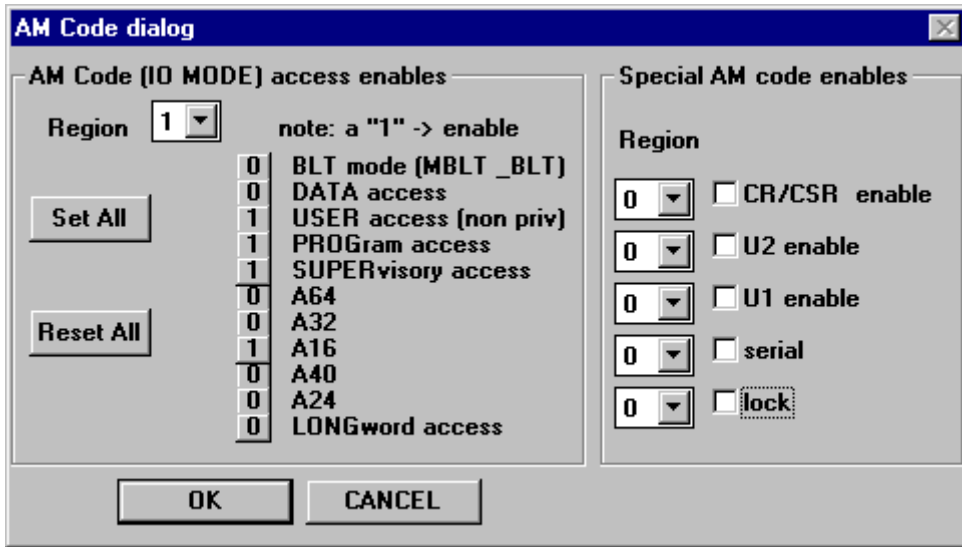 AM Code dialog
AM Code (IO MODE) access enables
Region 1 note: a "1" -> enable
0 BLT mode (MBLT _BLT)
0 DATA access
1 USER access (non priv)
1 PROGram access
1 SUPERvisory access
0 A64
0 A32
1 A16
0 A40
0 A24
0 LONGword access
Set All
Reset All
Special AM code enables
Region
0 CR/CSR enable
0 U2 enable
0 U1 enable
0 serial
0 lock
OK CANCEL